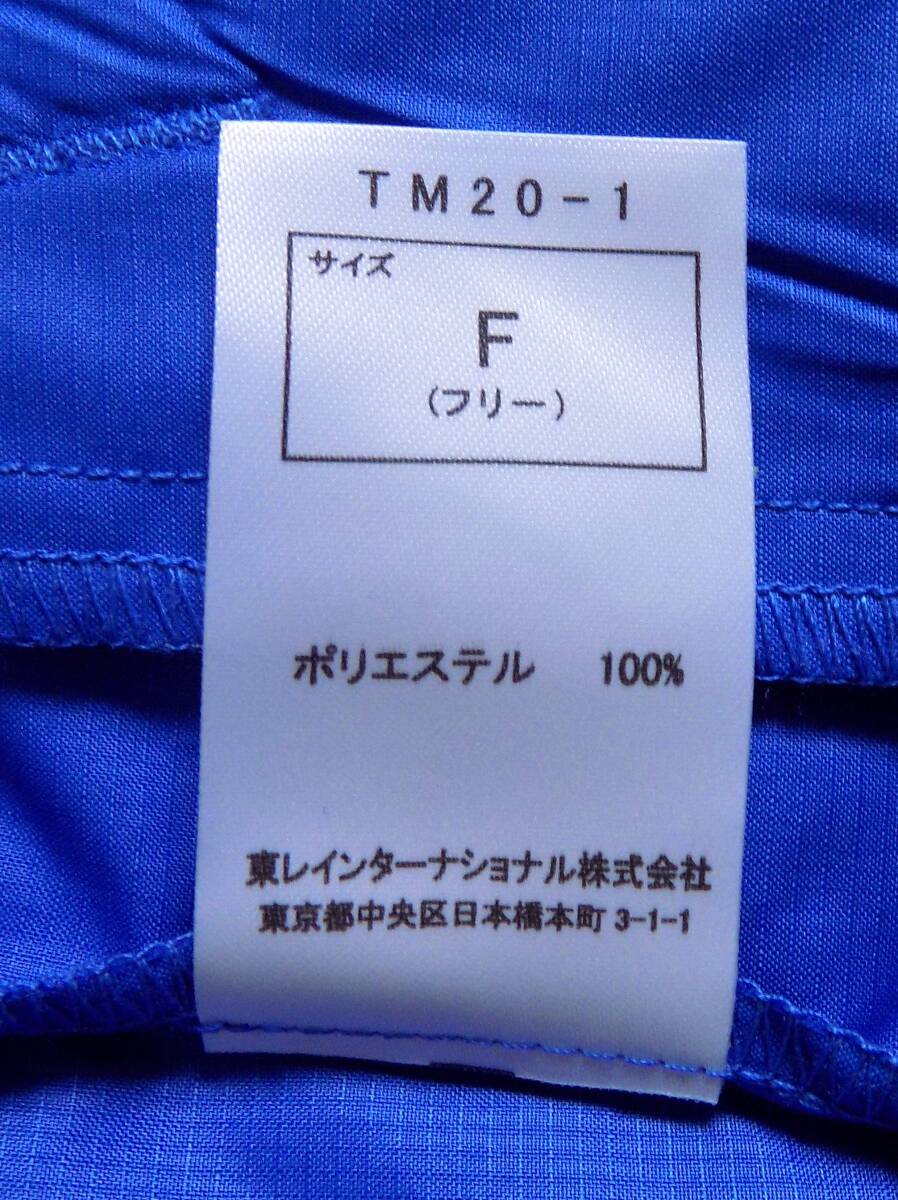 TM20-1
サイズ
F
(フリー)
ポリエステル 100%
東レインターナショナル株式会社
東京都中央区日本橋本町 3-1-1